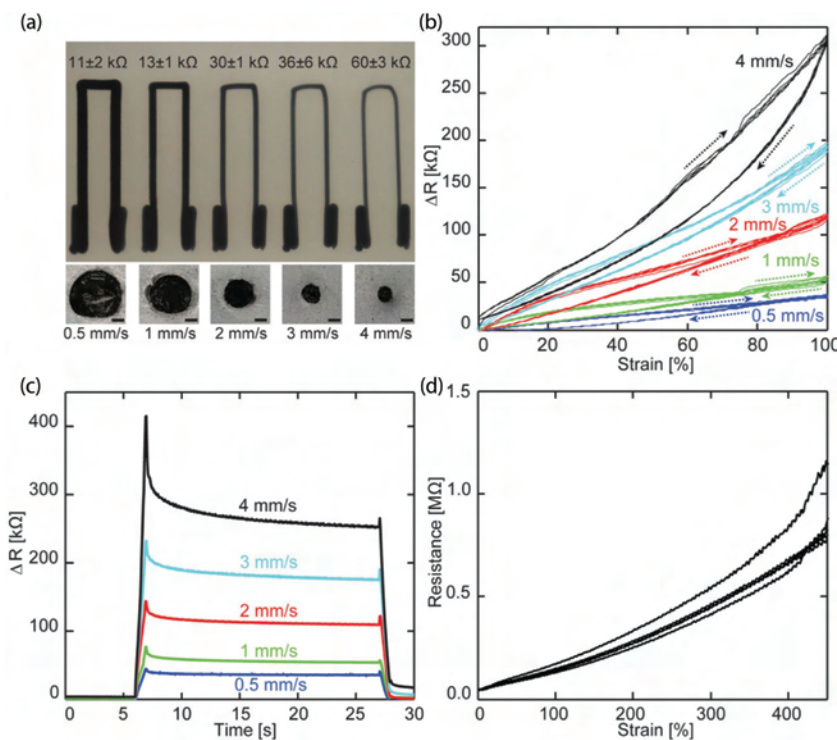 (a)
11±2 kΩ 13±1 kΩ 30±1 kΩ 36±6 kΩ 60±3 kΩ
0.5 mm/s 1 mm/s 2 mm/s 3 mm/s 4 mm/s
(b)
300
250
200
150
100
50
0
ΔR [kΩ]
4 mm/s
3 mm/s
2 mm/s
1 mm/s
0.5 mm/s
0 20 40 60 80 100
Strain [%]
(c)
400
300
200
100
0
Δ R [kΩ]
4 mm/s
3 mm/s
2 mm/s
1 mm/s
0.5 mm/s
0 5 10 15 20 25 30
Time [s]
(d)
1.5
1.0
0.5
0.0
Resistance [MΩ]
0 100 200 300 400
Strain [%]